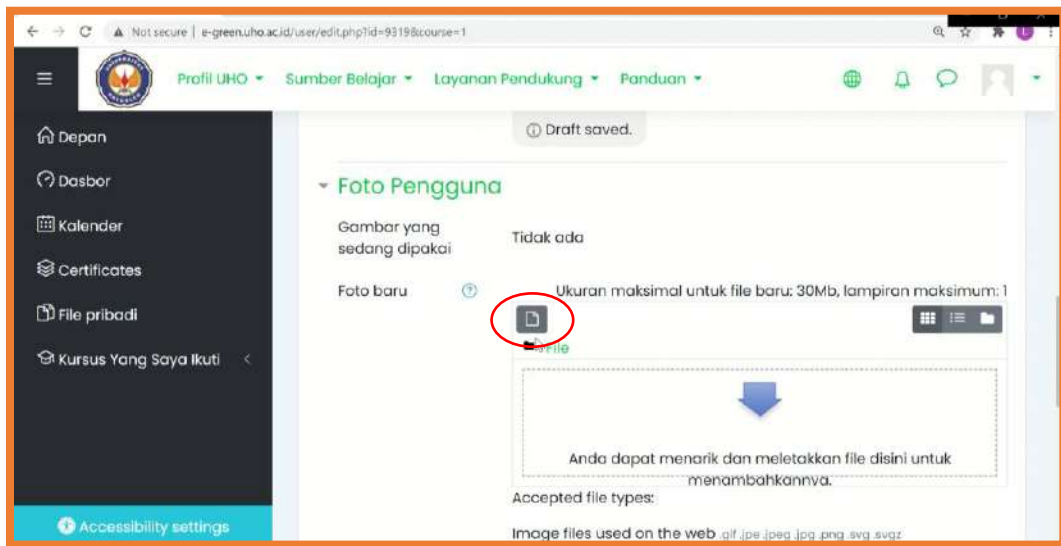 Not secure | e-green.uho.ac.id/user/edit.php?id=9319&course=1
Profil UHO Sumber Belajar Layanan Pendukung Panduan
Depan
Dasbor
Kalender
Certificates
File pribadi
Kursus Yang Saya Ikuti
Accessibility settings
Draft saved.
Foto Pengguna
Gambar yang
sedang dipakai
Tidak ada
Foto baru
Ukuran maksimal untuk file baru: 30Mb, lampiran maksimum: 1
File
Anda dapat menarik dan meletakkan file disini untuk
menambahkannya.
Accepted file types:
Image files used on the web .gif .jpe .jpeg .jpg .png .svg .svgz